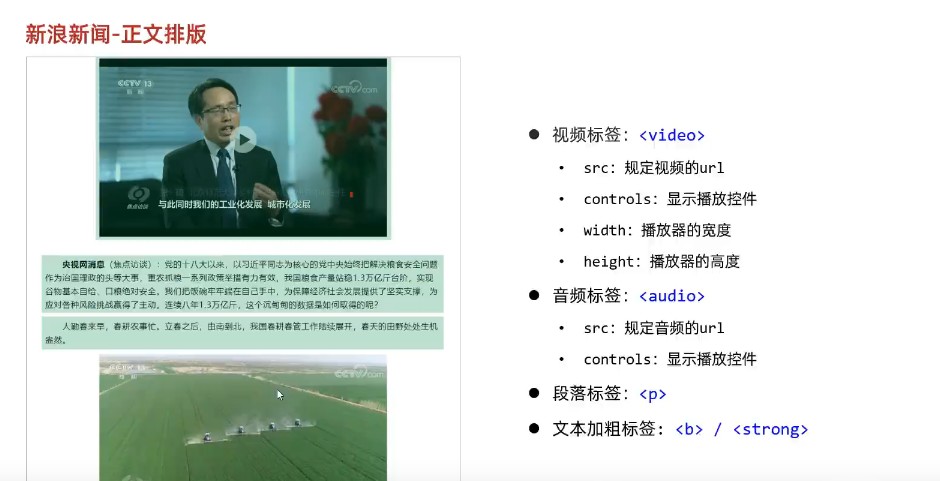 新浪新闻-正文排版
CCTV 13
新闻
CCTV.com
焦点访谈
与此同时我们的工业化发展 城市化发展
央视网消息（焦点访谈）：党的十八大以来，以习近平同志为核心的党中央始终把解决粮食安全问题
作为治国理政的头等大事，重农抓粮一系列政策举措有力有效，我国粮食产量站稳1.3万亿斤台阶，实现
谷物基本自给、口粮绝对安全。我们把饭碗牢牢端在自己手中，为保障经济社会发展提供了坚实支撑，为
应对各种风险挑战赢得了主动。连续八年1.3万亿斤，这个沉甸甸的数据是如何取得的呢？
人勤春来早，春耕农事忙。立春之后，由南到北，我国春耕春管工作陆续展开，春天的田野处处生机
盎然。
CCTV.com
视频标签：<video>
src：规定视频的url
controls：显示播放控件
width：播放器的宽度
height：播放器的高度
音频标签：<audio>
src：规定音频的url
controls：显示播放控件
段落标签：<p>
文本加粗标签：<b> / <strong>